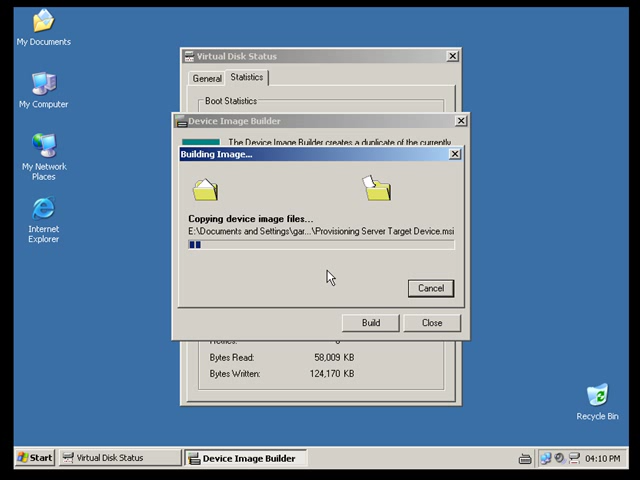 My Documents
My Computer
My Network
Places
Internet
Explorer
Virtual Disk Status
General
Statistics
Boot Statistics
Device Image Builder
The Device Image Builder creates a duplicate of the currently
Building Image...
Copying device image files...
E:\Documents and Settings\gar...\Provisioning Server Target Device.msi
Cancel
Build
Close
Retries:
Bytes Read: 58,009 KB
Bytes Written: 124,170 KB
Recycle Bin
Start
Virtual Disk Status
Device Image Builder
04:10 PM